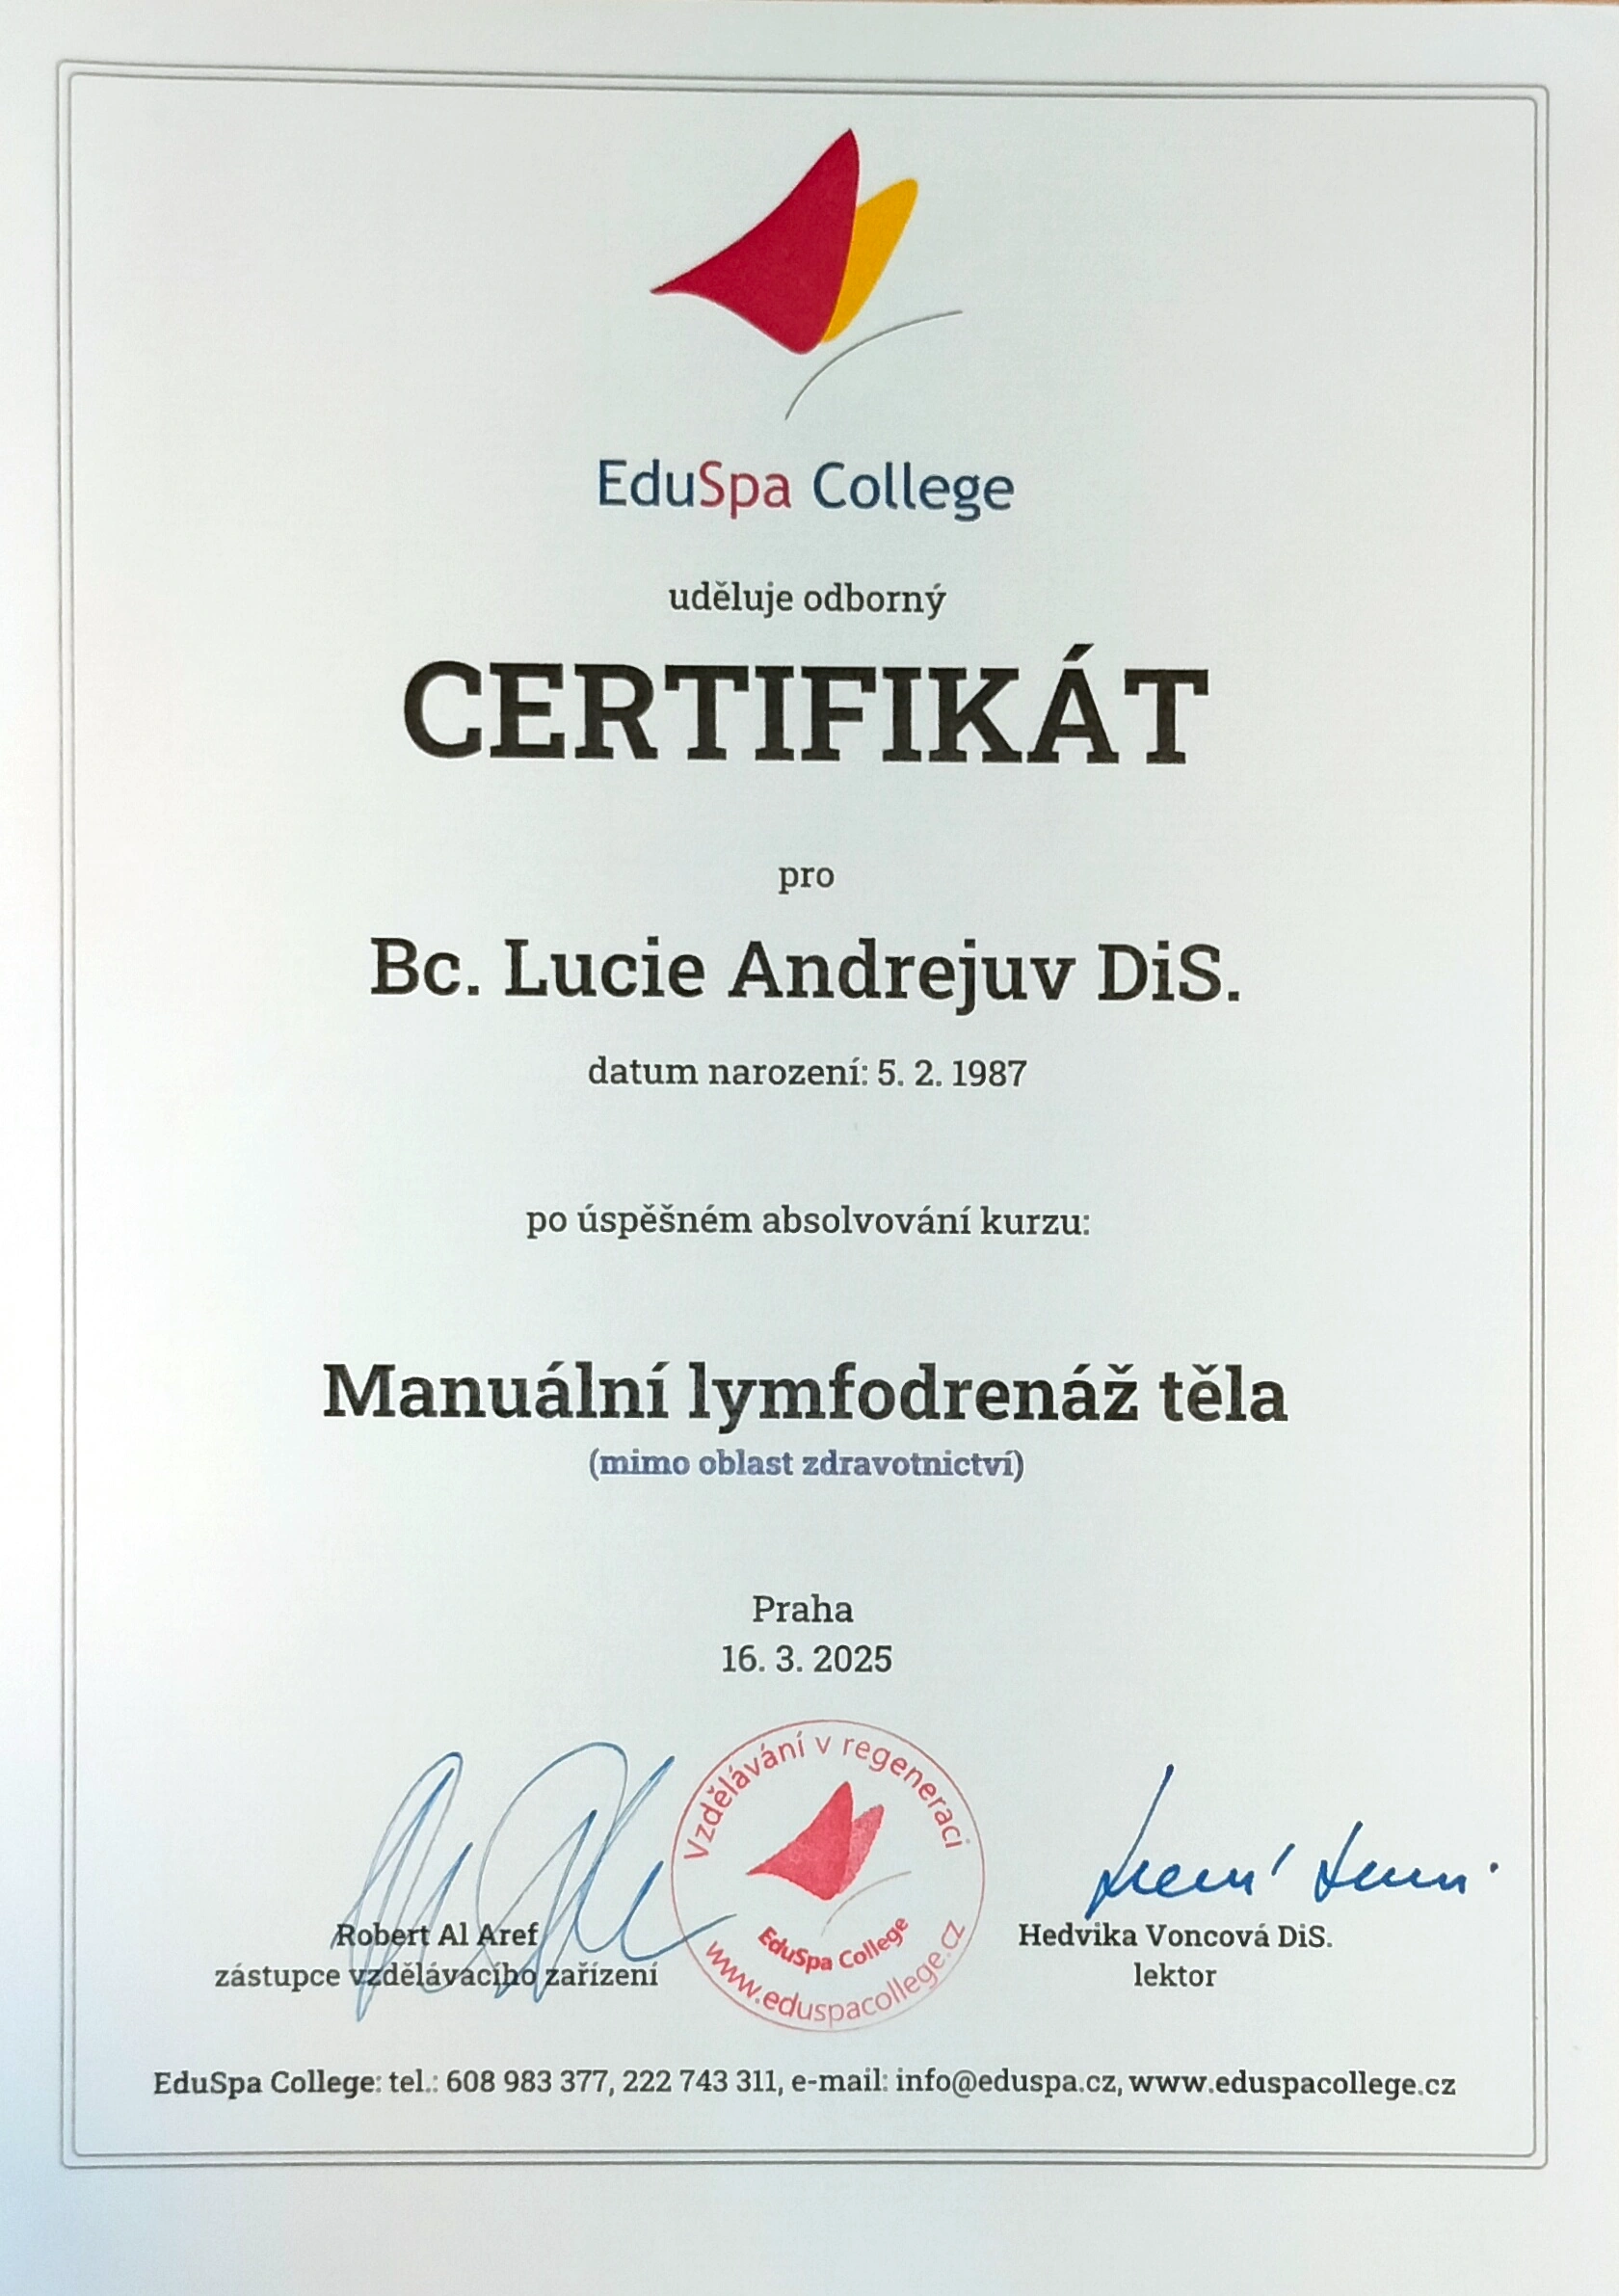 EduSpa College
uděluje odborný
CERTIFIKÁT
pro
Bc. Lucie Andrejuv DiS.
datum narození: 5. 2. 1987
po úspěšném absolvování kurzu:
Manuální lymfodrenáž těla
(mimo oblast zdravotnictví)
Praha
16. 3. 2025
Vzdělávání v regeneraci
EduSpa College
www.eduspacollege.cz
Robert Al Aref
zástupce vzdělávacího zařízení
Hedvika Voncová DiS.
lektor
EduSpa College: tel.: 608 983 377, 222 743 311, e-mail: info@eduspa.cz, www.eduspacollege.cz